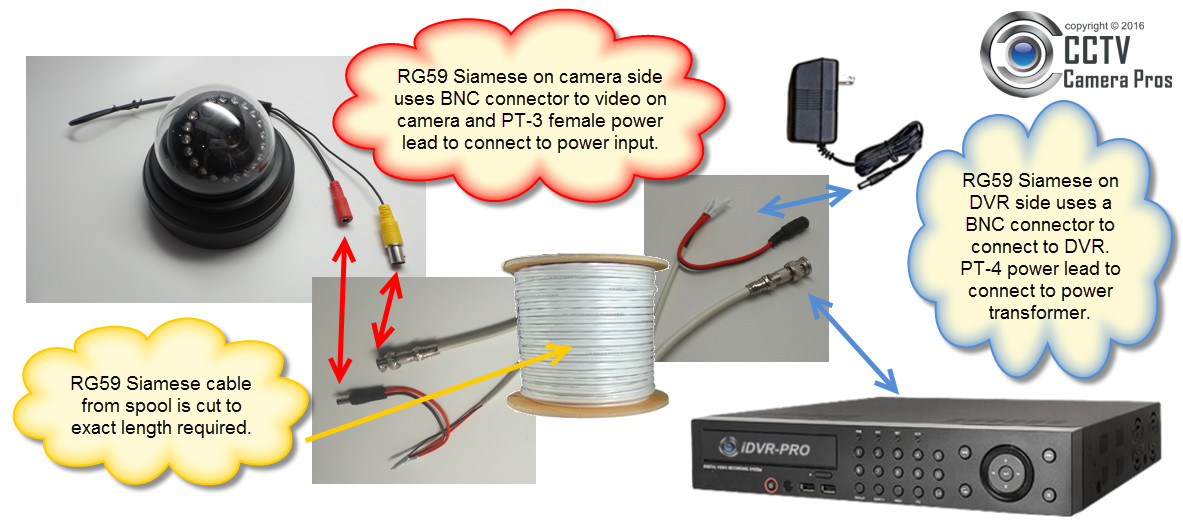 copyright © 2016
CCTV
Camera Pros
RG59 Siamese on camera side
uses BNC connector to video on
camera and PT-3 female power
lead to connect to power input.
RG59 Siamese on
DVR side uses a
BNC connector to
connect to DVR.
PT-4 power lead to
connect to power
transformer.
RG59 Siamese cable
from spool is cut to
exact length required.
iDVR-PRO
DIGITAL VIDEO RECORDING SYSTEM